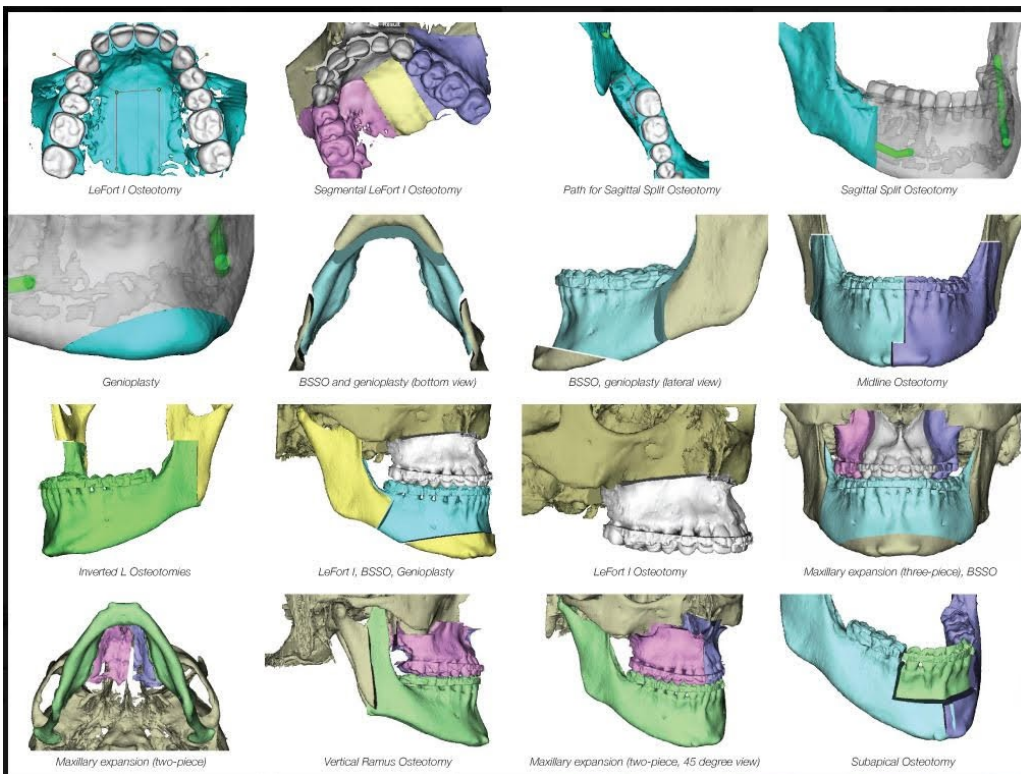 LeFort I Osteotomy
Segmental LeFort I Osteotomy
Path for Sagittal Split Osteotomy
Sagittal Split Osteotomy
Genioplasty
BSSO and genioplasty (bottom view)
BSSO, genioplasty (lateral view)
Midline Osteotomy
Inverted L Osteotomies
LeFort I, BSSO, Genioplasty
LeFort I Osteotomy
Maxillary expansion (three-piece), BSSO
Maxillary expansion (two-piece)
Vertical Ramus Osteotomy
Maxillary expansion (two-piece, 45 degree view)
Subapical Osteotomy